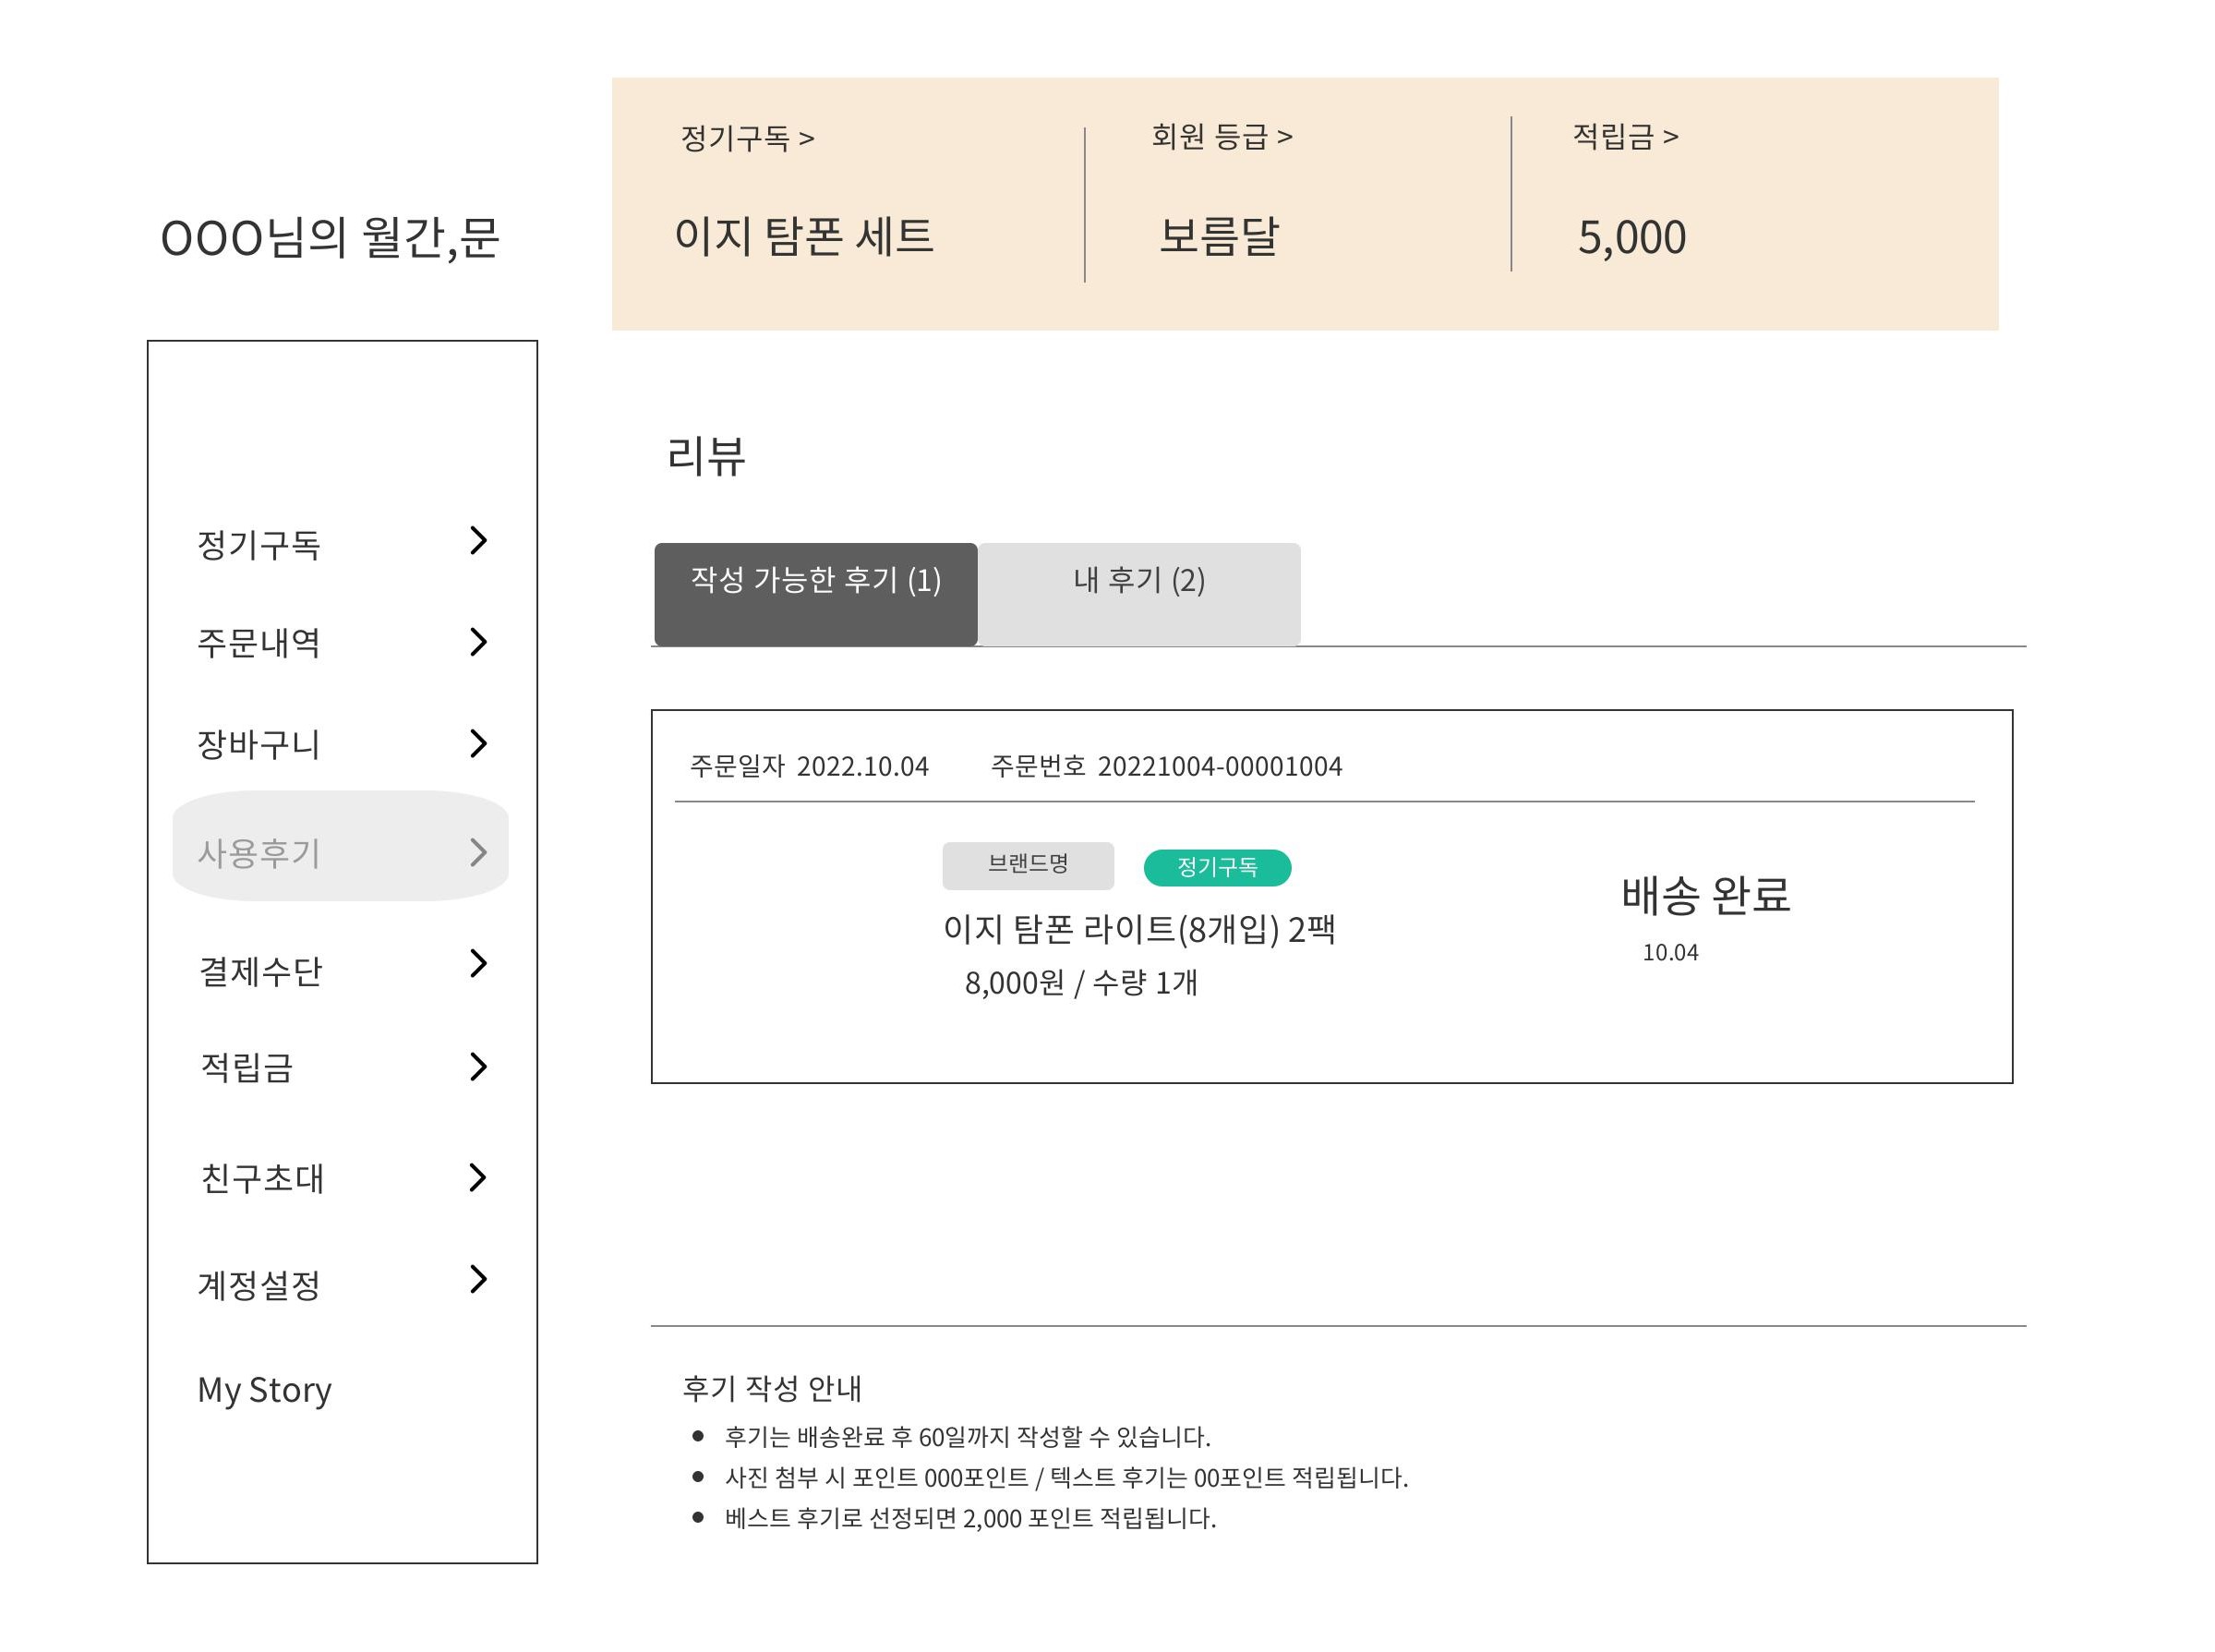 OOO님의 월간,문
정기구독 >
이지 탐폰 세트
회원 등급 >
보름달
적립금 >
5,000
정기구독
주문내역
장바구니
사용후기
결제수단
적립금
친구초대
계정설정
My Story
리뷰
작성 가능한 후기 (1)
내 후기 (2)
주문일자 2022.10.04 주문번호 20221004-00001004
브랜드명 정기구독
이지 탐폰 라이트(8개입) 2팩
8,000원 / 수량 1개
배송 완료
10.04
후기 작성 안내
● 후기는 배송완료 후 60일까지 작성할 수 있습니다.
● 사진 첨부 시 포인트 000포인트 / 텍스트 후기는 00포인트 적립됩니다.
● 베스트 후기로 선정되면 2,000 포인트 적립됩니다.